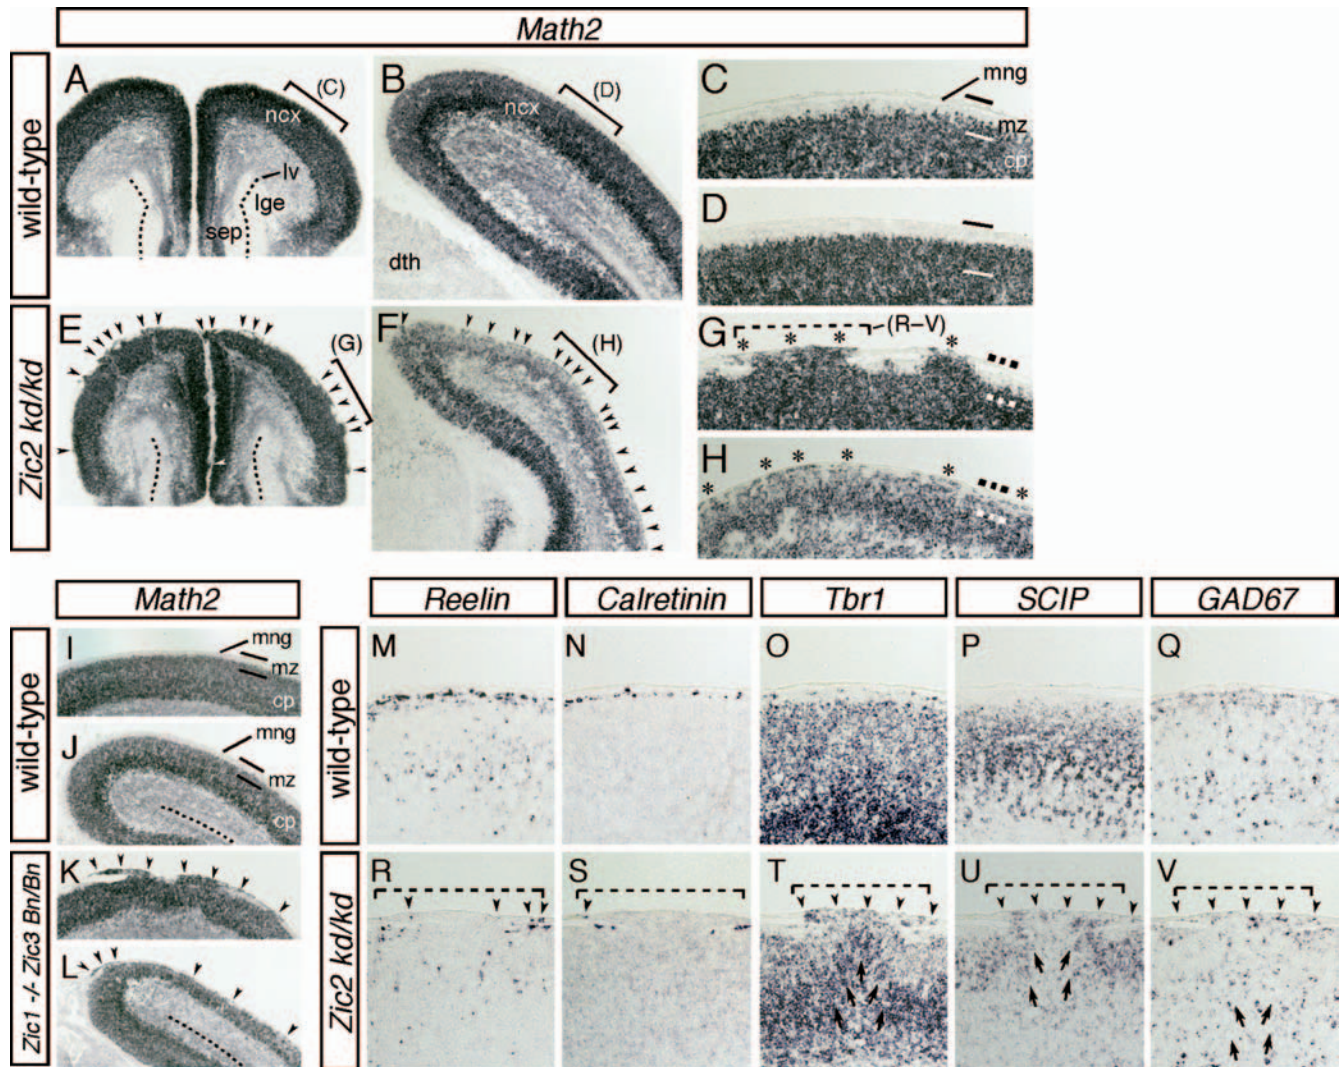 Math2
wild-type
A
(C)
ncx
lv
lge
sep
B
(D)
ncx
dth
C
mng
mz
cp
D
Zic2 kd/kd
E
(G)
F
(H)
G
(R–V)
* * * *
H
* * * * * *
Math2
Reelin
Calretinin
Tbr1
SCIP
GAD67
wild-type
I
mng
mz
cp
J
mng
mz
cp
wild-type
M
N
O
P
Q
Zic1 -/- Zic3 Bn/Bn
K
L
Zic2 kd/kd
R
S
T
U
V